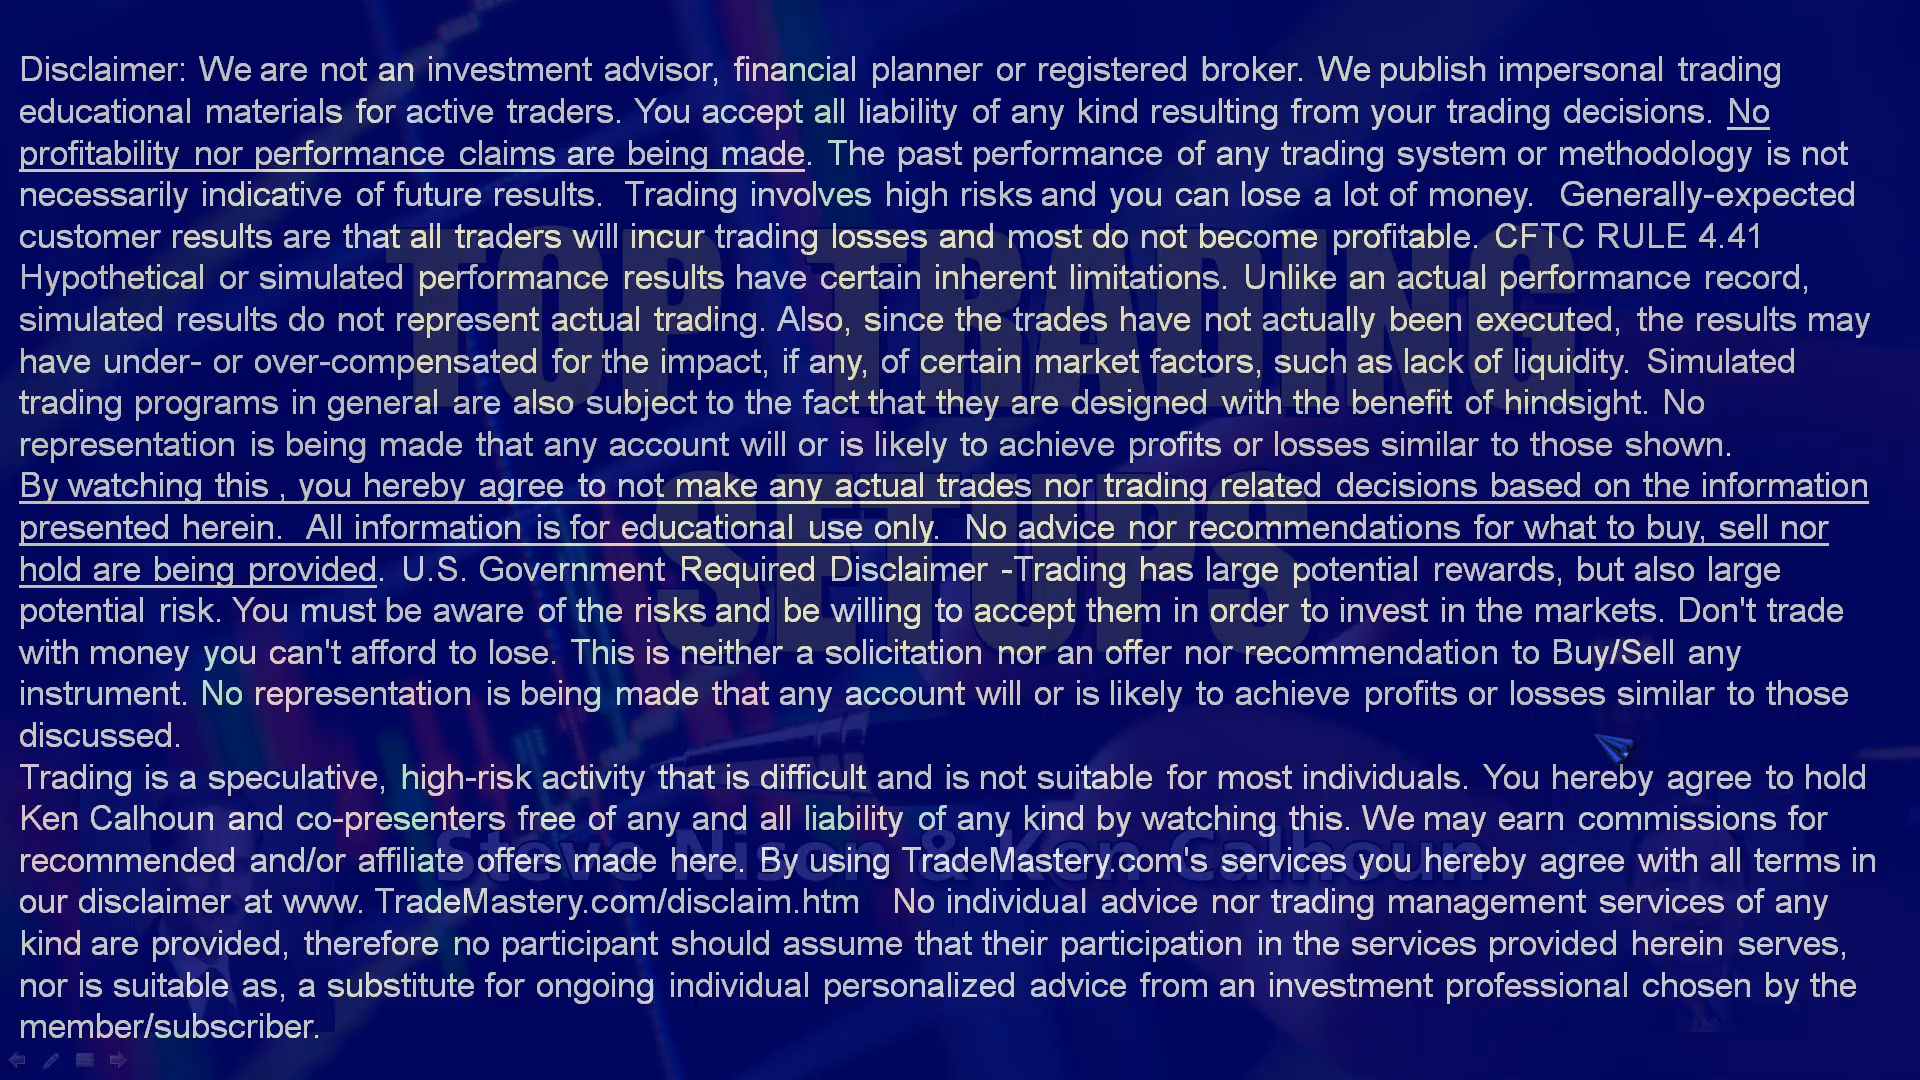 Disclaimer: We are not an investment advisor, financial planner or registered broker. We publish impersonal trading
educational materials for active traders. You accept all liability of any kind resulting from your trading decisions. No
profitability nor performance claims are being made. The past performance of any trading system or methodology is not
necessarily indicative of future results. Trading involves high risks and you can lose a lot of money. Generally-expected
customer results are that all traders will incur trading losses and most do not become profitable. CFTC RULE 4.41
Hypothetical or simulated performance results have certain inherent limitations. Unlike an actual performance record,
simulated results do not represent actual trading. Also, since the trades have not actually been executed, the results may
have under- or over-compensated for the impact, if any, of certain market factors, such as lack of liquidity. Simulated
trading programs in general are also subject to the fact that they are designed with the benefit of hindsight. No
representation is being made that any account will or is likely to achieve profits or losses similar to those shown.
By watching this , you hereby agree to not make any actual trades nor trading related decisions based on the information
presented herein. All information is for educational use only. No advice nor recommendations for what to buy, sell nor
hold are being provided. U.S. Government Required Disclaimer -Trading has large potential rewards, but also large
potential risk. You must be aware of the risks and be willing to accept them in order to invest in the markets. Don't trade
with money you can't afford to lose. This is neither a solicitation nor an offer nor recommendation to Buy/Sell any
instrument. No representation is being made that any account will or is likely to achieve profits or losses similar to those
discussed.
Trading is a speculative, high-risk activity that is difficult and is not suitable for most individuals. You hereby agree to hold
Ken Calhoun and co-presenters free of any and all liability of any kind by watching this. We may earn commissions for
recommended and/or affiliate offers made here. By using TradeMastery.com's services you hereby agree with all terms in
our disclaimer at www. TradeMastery.com/disclaim.htm No individual advice nor trading management services of any
kind are provided, therefore no participant should assume that their participation in the services provided herein serves,
nor is suitable as, a substitute for ongoing individual personalized advice from an investment professional chosen by the
member/subscriber.
TOP TRADING
SETUPS
Steve Nison & Ken Calhoun